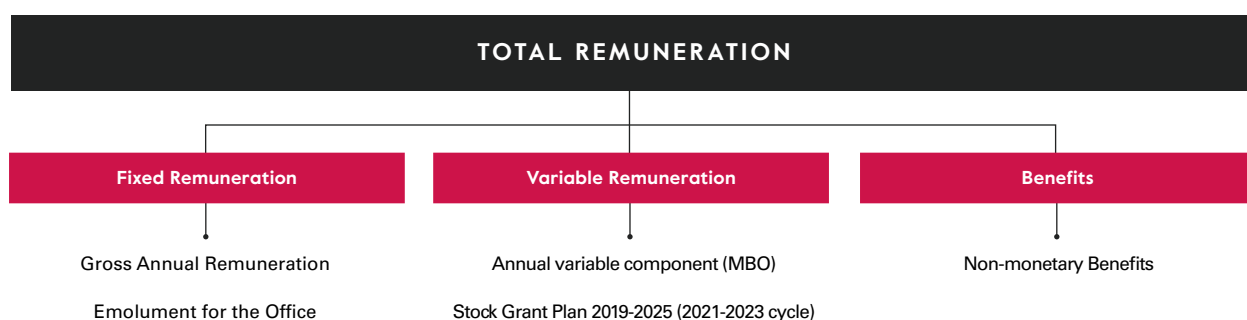 TOTAL REMUNERATION
Fixed Remuneration
Variable Remuneration
Benefits
Gross Annual Remuneration
Annual variable component (MBO)
Non-monetary Benefits
Emolument for the Office
Stock Grant Plan 2019-2025 (2021-2023 cycle)